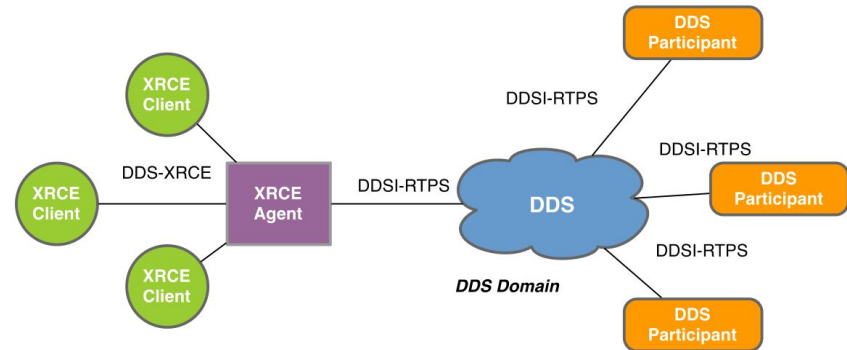 DDS
Participant
XRCE
Client
DDSI-RTPS
DDS-XRCE
DDSI-RTPS
XRCE
Client
XRCE
Agent
DDSI-RTPS
DDS
DDS
Participant
DDSI-RTPS
XRCE
Client
DDS Domain
DDS
Participant